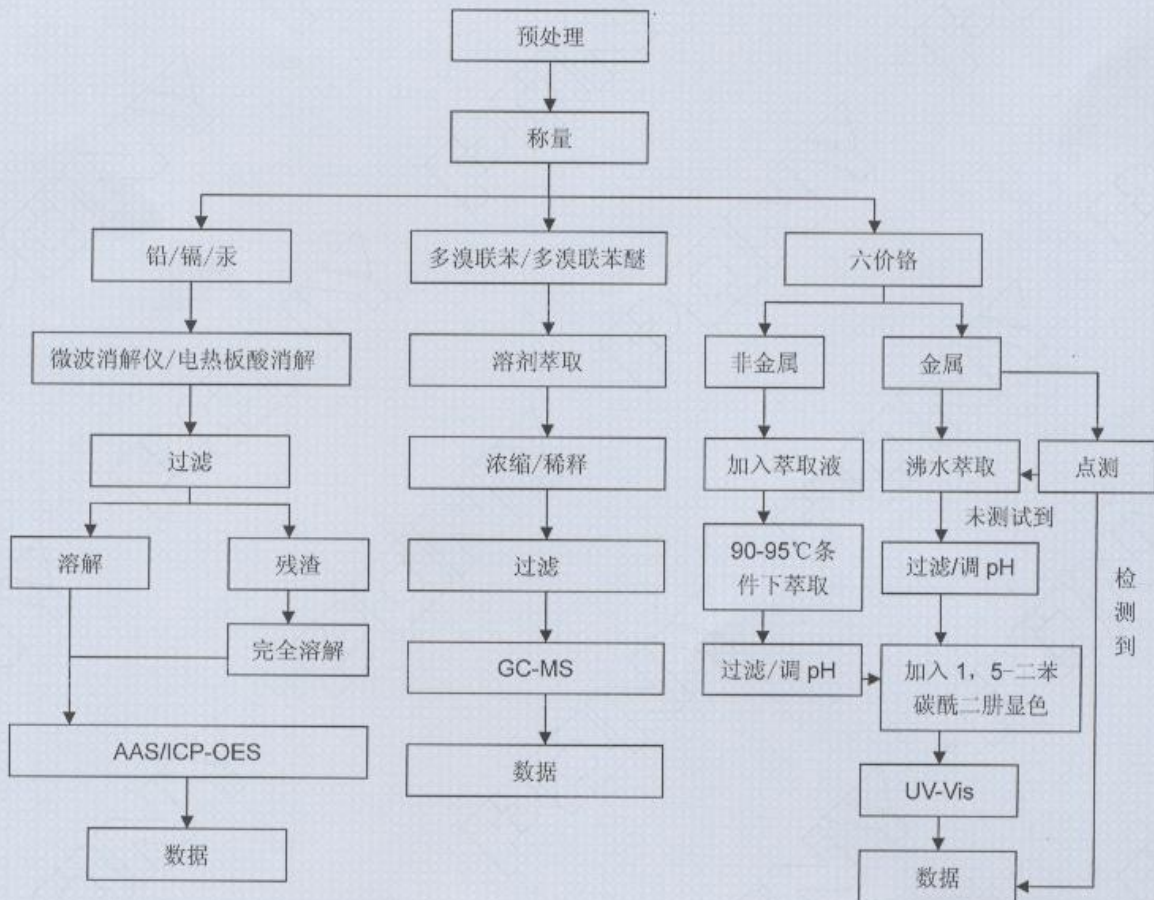 预处理
称量
铅/镉/汞
多溴联苯/多溴联苯醚
六价铬
微波消解仪/电热板酸消解
溶剂萃取
非金属
金属
过滤
浓缩/稀释
加入萃取液
沸水萃取
点测
未测试到
溶解
残渣
过滤
90-95℃条
件下萃取
过滤/调 pH
检
测
到
完全溶解
GC-MS
过滤/调 pH
加入 1，5-二苯
碳酰二肼显色
AAS/ICP-OES
数据
UV-Vis
数据
数据